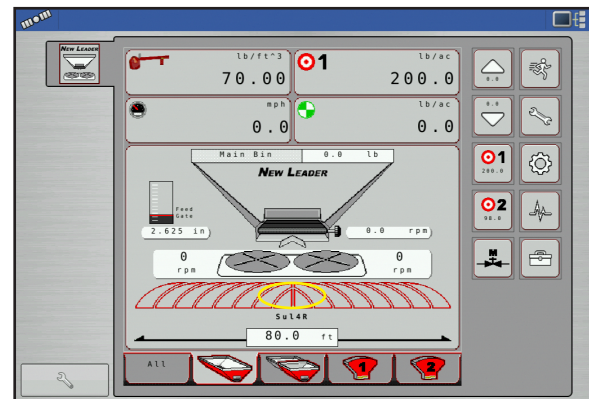 NEW LEADER
lb/ft^3
70.00
1
lb/ac
200.0
mph
0.0
lb/ac
0.0
0.0
0.0
1
200.0
2
90.0
M
Main Bin 0.0 lb
NEW LEADER
Feed
Gate
2.625 in
0.0 rpm
0
rpm
0
rpm
Sul4R
80.0 ft
All
1
2